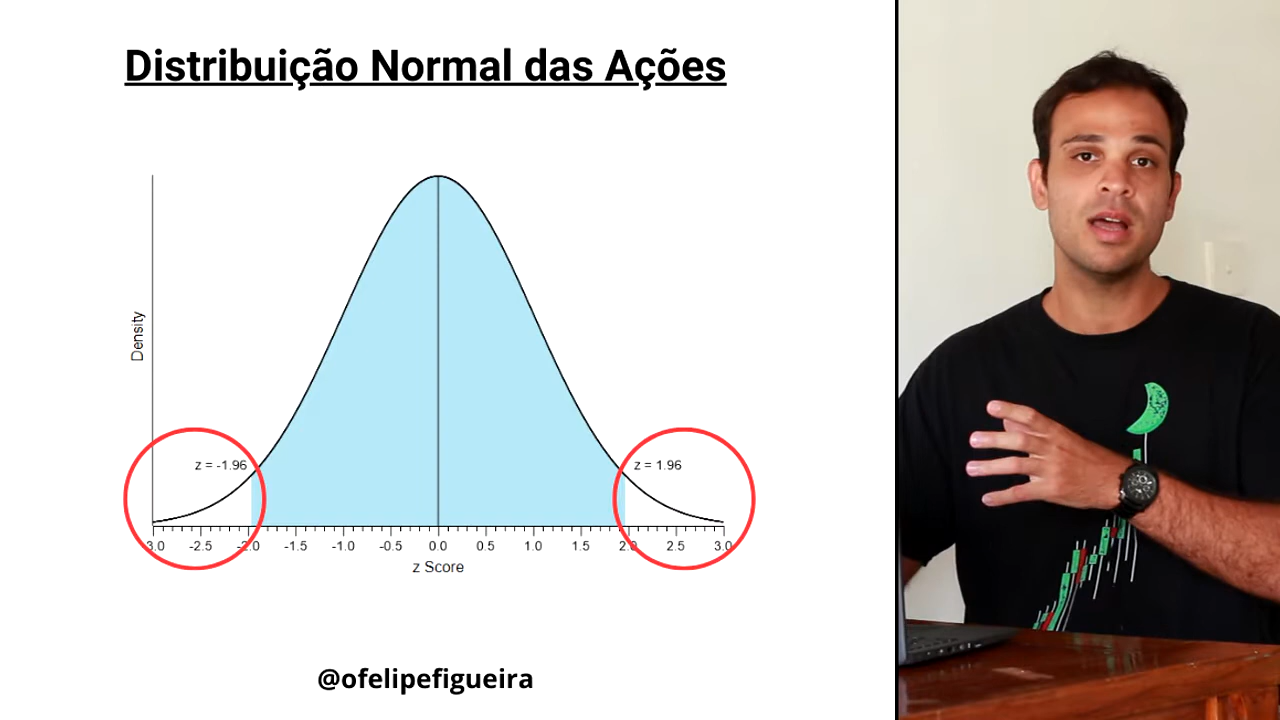 Distribuição Normal das Ações
Density
z = -1.96
z = 1.96
3.0 -2.5 -2.0 -1.5 -1.0 -0.5 0.0 0.5 1.0 1.5 2.0 2.5 3.0
z Score
@ofelipefigueira